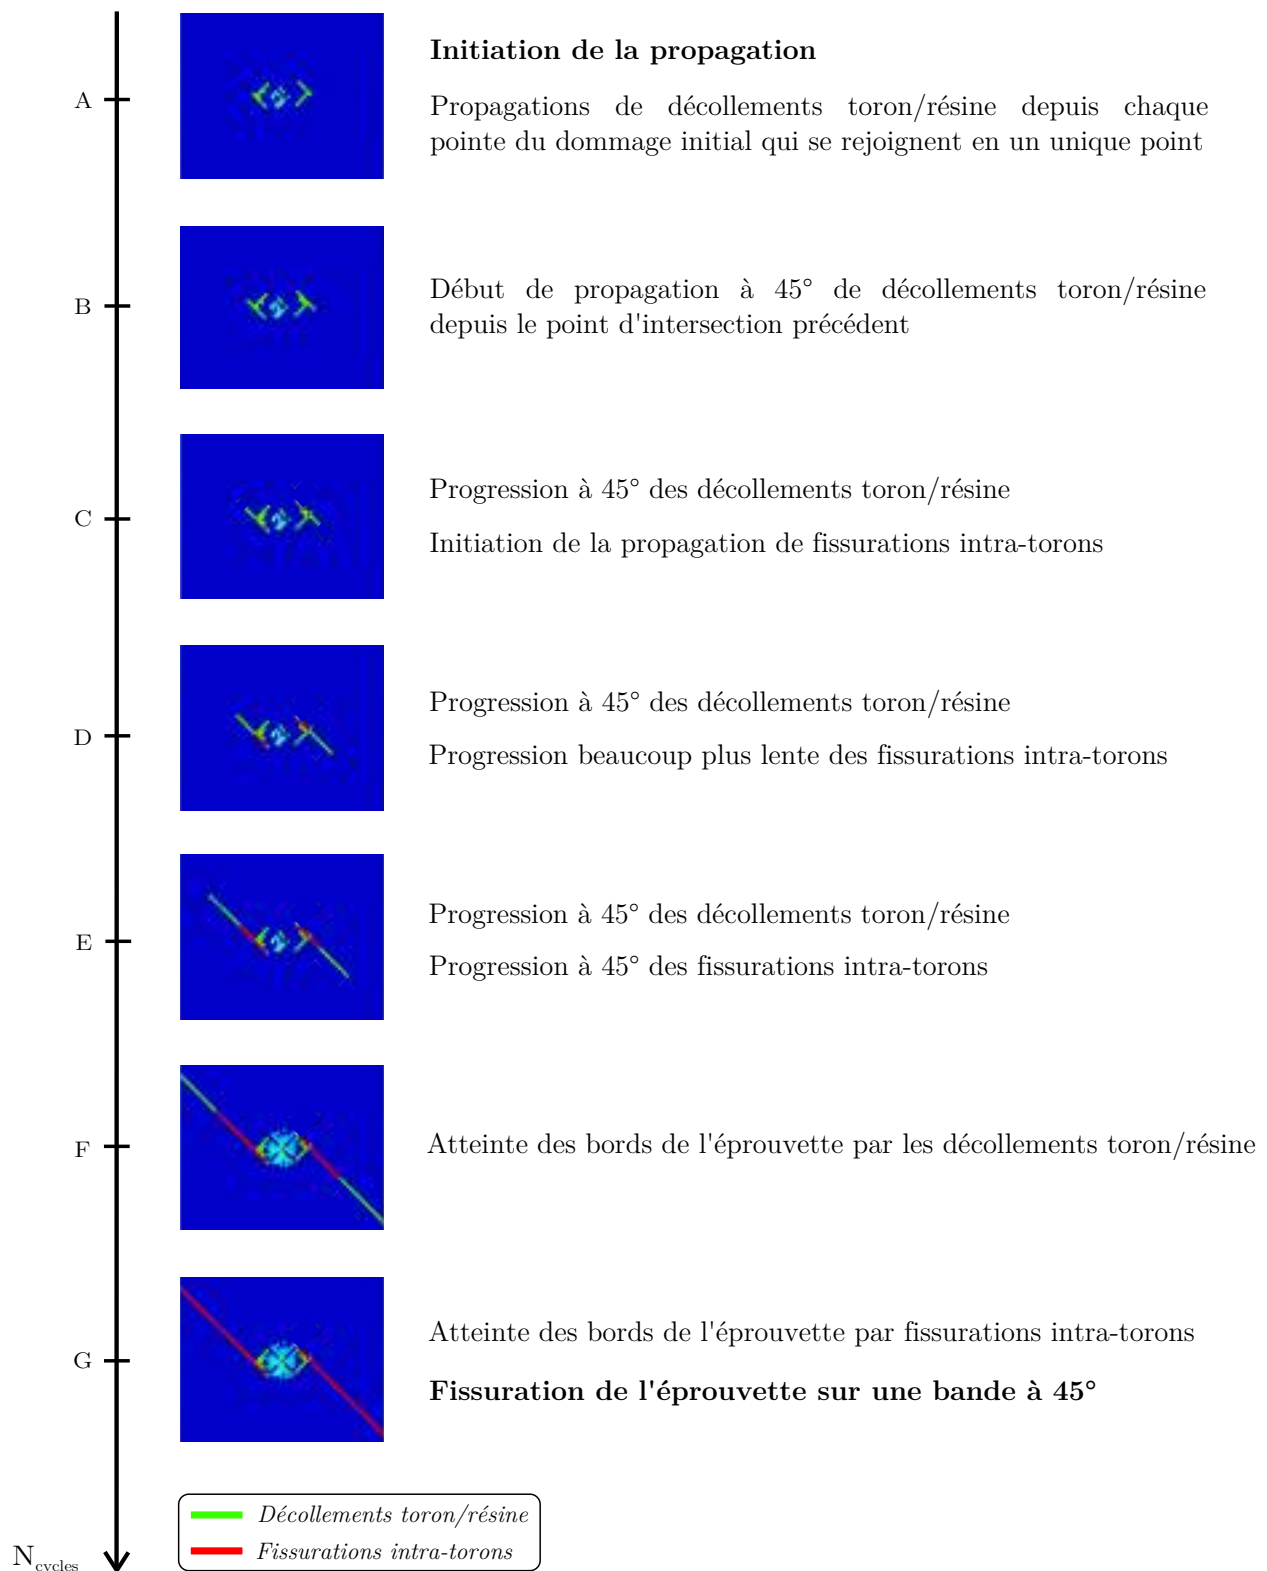 Initiation de la propagation
A
Propagations de décollements toron/résine depuis chaque
pointe du dommage initial qui se rejoignent en un unique point
B
Début de propagation à 45° de décollements toron/résine
depuis le point d'intersection précédent
C
Progression à 45° des décollements toron/résine
Initiation de la propagation de fissurations intra-torons
D
Progression à 45° des décollements toron/résine
Progression beaucoup plus lente des fissurations intra-torons
E
Progression à 45° des décollements toron/résine
Progression à 45° des fissurations intra-torons
F
Atteinte des bords de l'éprouvette par les décollements toron/résine
G
Atteinte des bords de l'éprouvette par fissurations intra-torons
Fissuration de l'éprouvette sur une bande à 45°
Décollements toron/résine
Fissurations intra-torons
N cycles